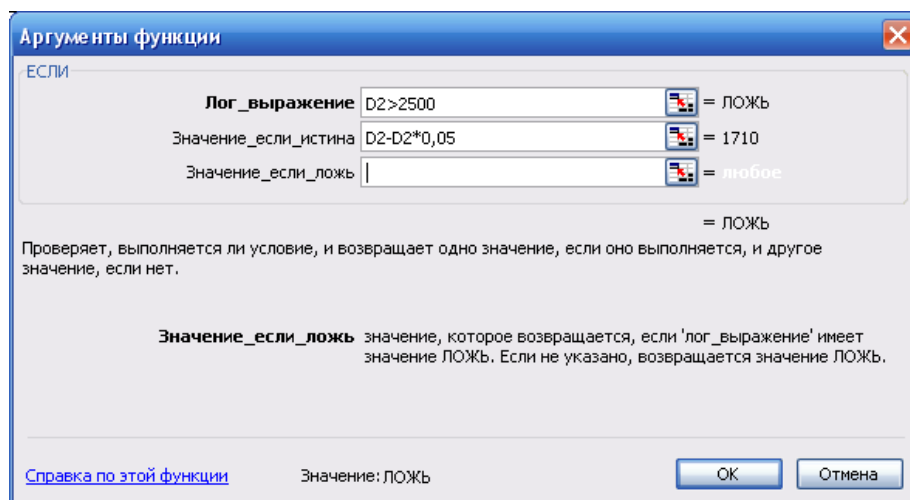 Аргументы функции
ЕСЛИ
Лог_выражение D2>2500 = ЛОЖЬ
Значение_если_истина D2-D2*0,05 = 1710
Значение_если_ложь = любое
= ЛОЖЬ
Проверяет, выполняется ли условие, и возвращает одно значение, если оно выполняется, и другое
значение, если нет.
Значение_если_ложь значение, которое возвращается, если 'лог_выражение' имеет
значение ЛОЖЬ. Если не указано, возвращается значение ЛОЖЬ.
Справка по этой функции Значение: ЛОЖЬ OK Отмена